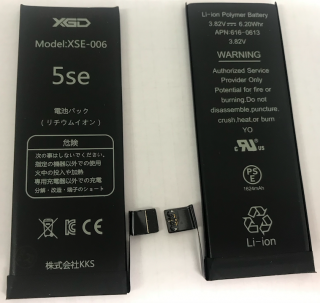 XGD
Model:XSE-006
5se
電池パック
(リチウムイオン)
危険
次の事はしないでください。
指定の機器以外での使用
火中の投入や加熱
専用充電器以外での充電
分解・改造・端子のショート
株式会社KKS
Li-ion Polymer Battery
3.82V ⎓ 6.20Whr
APN:616-0613
3.82V
WARNING
Authorized Service
Provider Only
Potential for fire or
burning.Do not
disassemble,puncture,
crush,heat,or burn
YO
PS
E
1624mAh
Li-ion